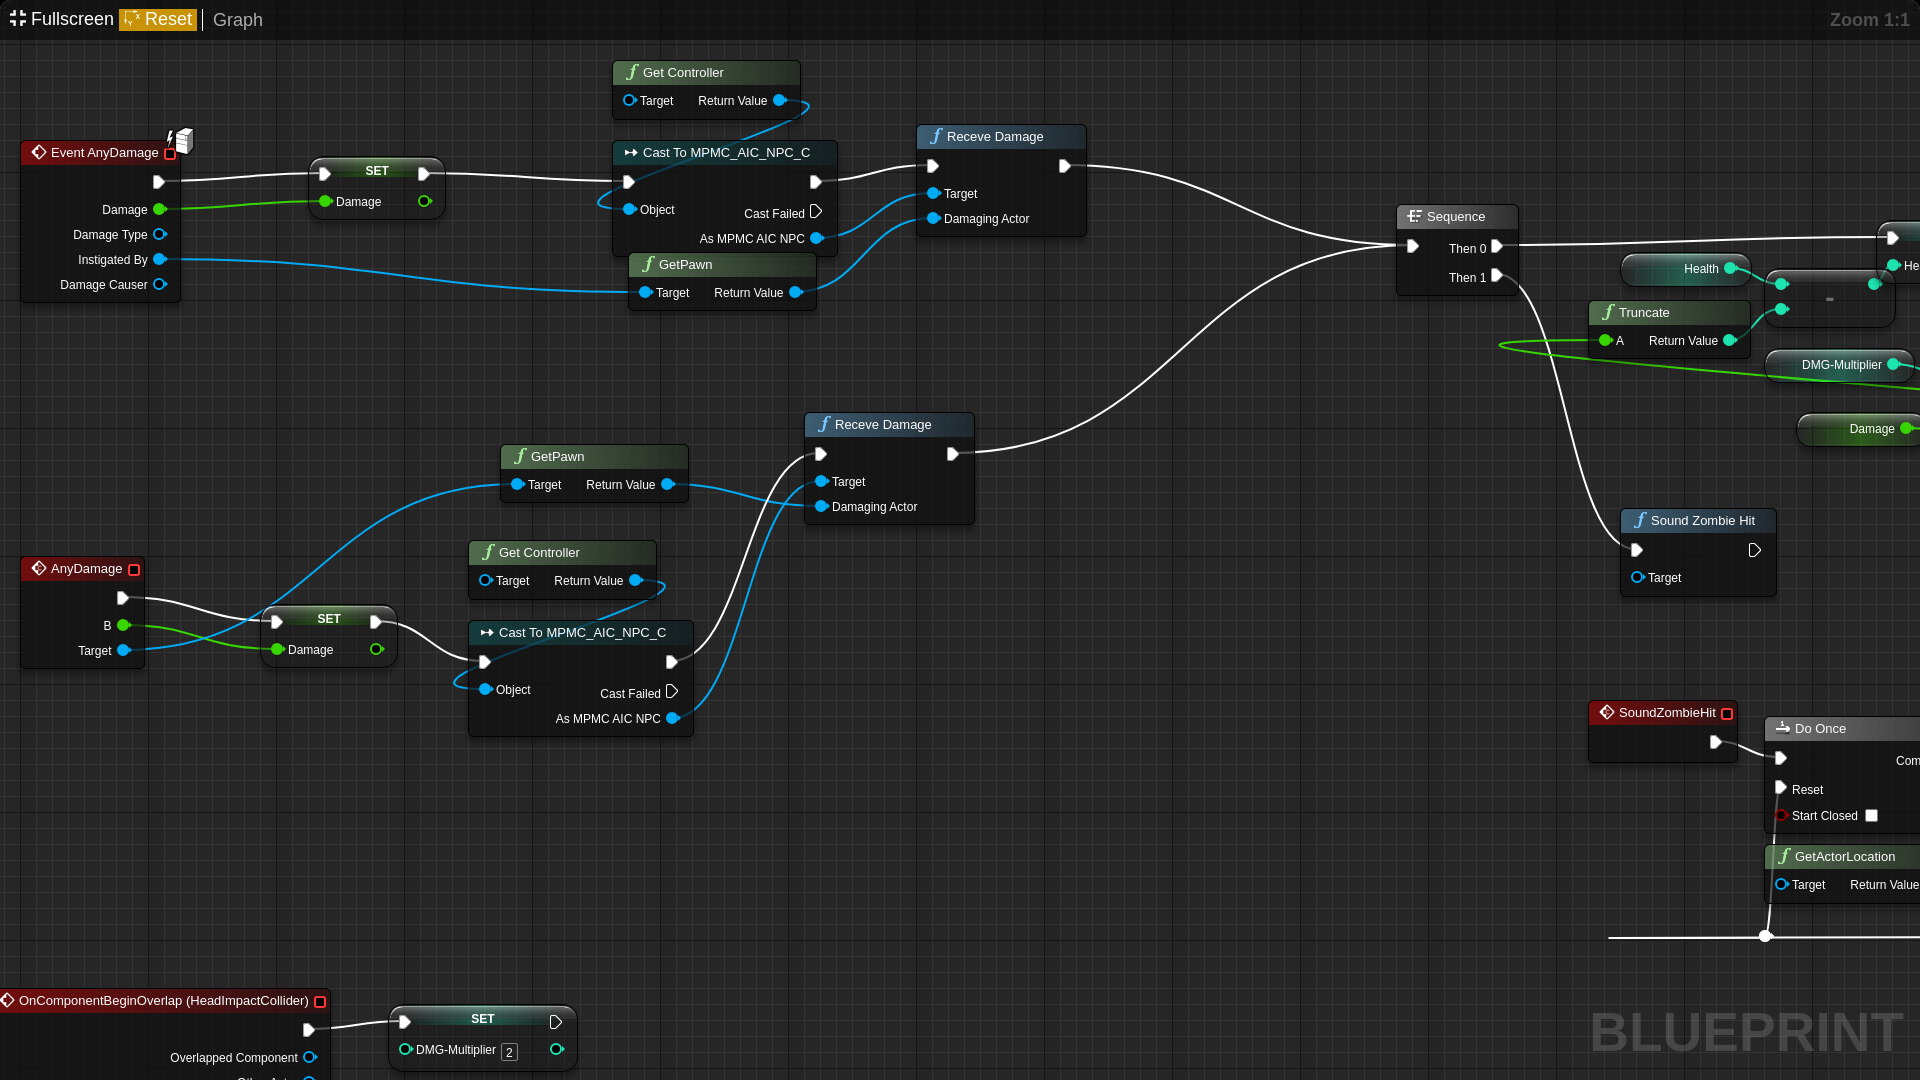 Fullscreen Reset Graph
Zoom 1:1
Get Controller
Target Return Value
Event AnyDamage
Damage
Damage Type
Instigated By
Damage Causer
SET
Damage
Cast To MPMC_AIC_NPC_C
Object
Cast Failed
As MPMC AIC NPC
GetPawn
Target Return Value
Receve Damage
Target
Damaging Actor
Sequence
Then 0
Then 1
Health
He
-
Truncate
A Return Value
DMG-Multiplier
Damage
GetPawn
Target Return Value
Receve Damage
Target
Damaging Actor
Get Controller
Target Return Value
AnyDamage
B
Target
SET
Damage
Cast To MPMC_AIC_NPC_C
Object
Cast Failed
As MPMC AIC NPC
Sound Zombie Hit
Target
SoundZombieHit
Do Once
Com
Reset
Start Closed
GetActorLocation
Target Return Value
OnComponentBeginOverlap (HeadImpactCollider)
Overlapped Component
SET
DMG-Multiplier 2
BLUEPRINT